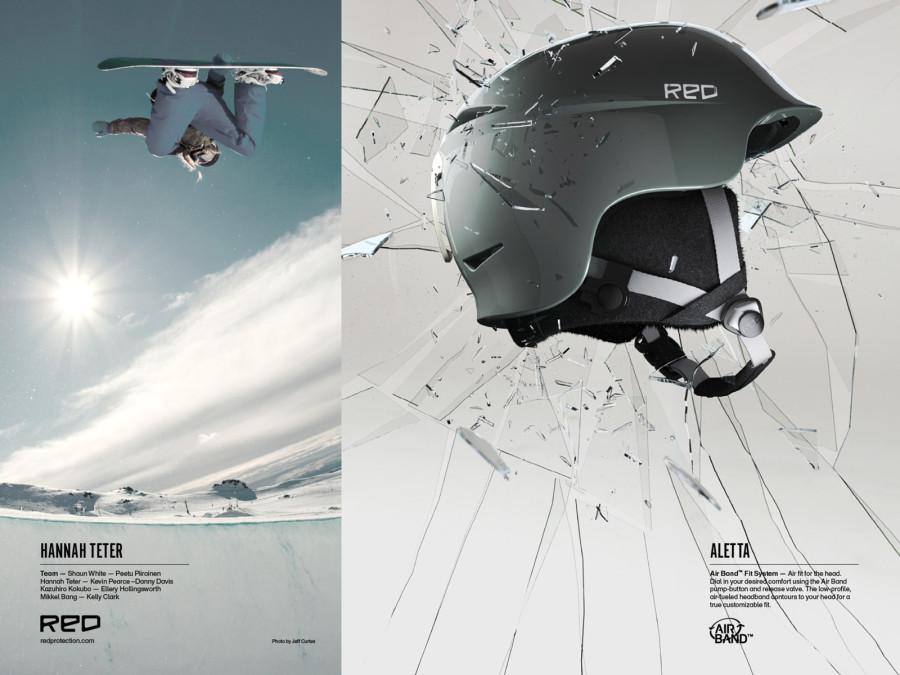 RED
HANNAH TETER
Team — Shaun White — Peetu Piiroinen
Hannah Teter — Kevin Pearce —Danny Davis
Kazuhiro Kokubo — Ellery Hollingsworth
Mikkel Bang — Kelly Clark
RED
redprotection.com
Photo by Jeff Curtes
ALETTA
Air Band™ Fit System — Air fit for the head.
Dial in your desired comfort using the Air Band
pump-button and release valve. The low-profile,
air-fueled headband contours to your head for a
true customizable fit.
AIR
BAND™